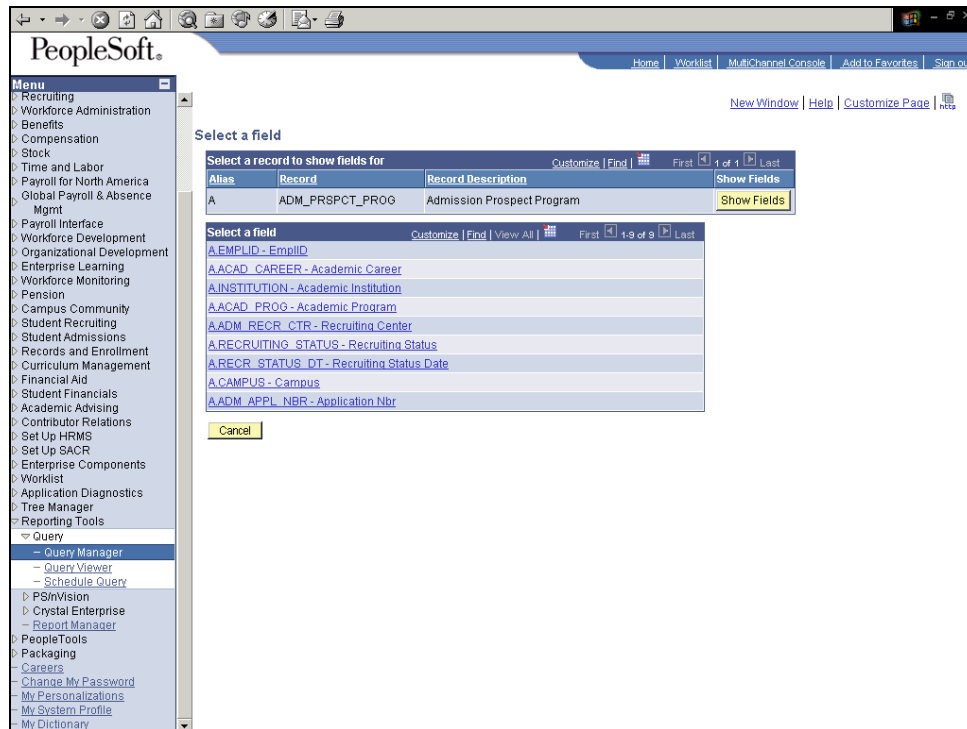 PeopleSoft®
Home | Worklist | MultiChannel Console | Add to Favorites | Sign ou
Menu
Recruiting
Workforce Administration
Benefits
Compensation
Stock
Time and Labor
Payroll for North America
Global Payroll & Absence
Mgmt
Payroll Interface
Workforce Development
Organizational Development
Enterprise Learning
Workforce Monitoring
Pension
Campus Community
Student Recruiting
Student Admissions
Records and Enrollment
Curriculum Management
Financial Aid
Student Financials
Academic Advising
Contributor Relations
Set Up HRMS
Set Up SACR
Enterprise Components
Worklist
Application Diagnostics
Tree Manager
Reporting Tools
Query
– Query Manager
– Query Viewer
– Schedule Query
PS/nVision
Crystal Enterprise
– Report Manager
PeopleTools
Packaging
– Careers
– Change My Password
– My Personalizations
– My System Profile
– My Dictionary
New Window | Help | Customize Page | http
Select a field
Select a record to show fields for Customize | Find | First 1 of 1 Last
Alias Record Record Description Show Fields
A ADM_PRSPCT_PROG Admission Prospect Program Show Fields
Select a field Customize | Find | View All | First 1-9 of 9 Last
A.EMPLID - EmplID
A.ACAD_CAREER - Academic Career
A.INSTITUTION - Academic Institution
A.ACAD_PROG - Academic Program
A.ADM_RECR_CTR - Recruiting Center
A.RECRUITING_STATUS - Recruiting Status
A.RECR_STATUS_DT - Recruiting Status Date
A.CAMPUS - Campus
A.ADM_APPL_NBR - Application Nbr
Cancel